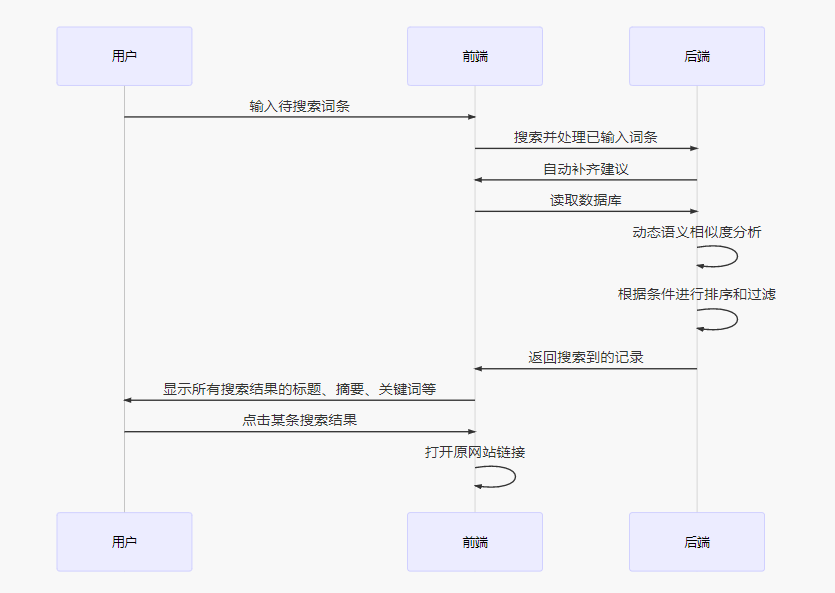 用户
前端
后端
输入待搜索词条
搜索并处理已输入词条
自动补齐建议
读取数据库
动态语义相似度分析
根据条件进行排序和过滤
返回搜索到的记录
显示所有搜索结果的标题、摘要、关键词等
点击某条搜索结果
打开原网站链接
用户
前端
后端